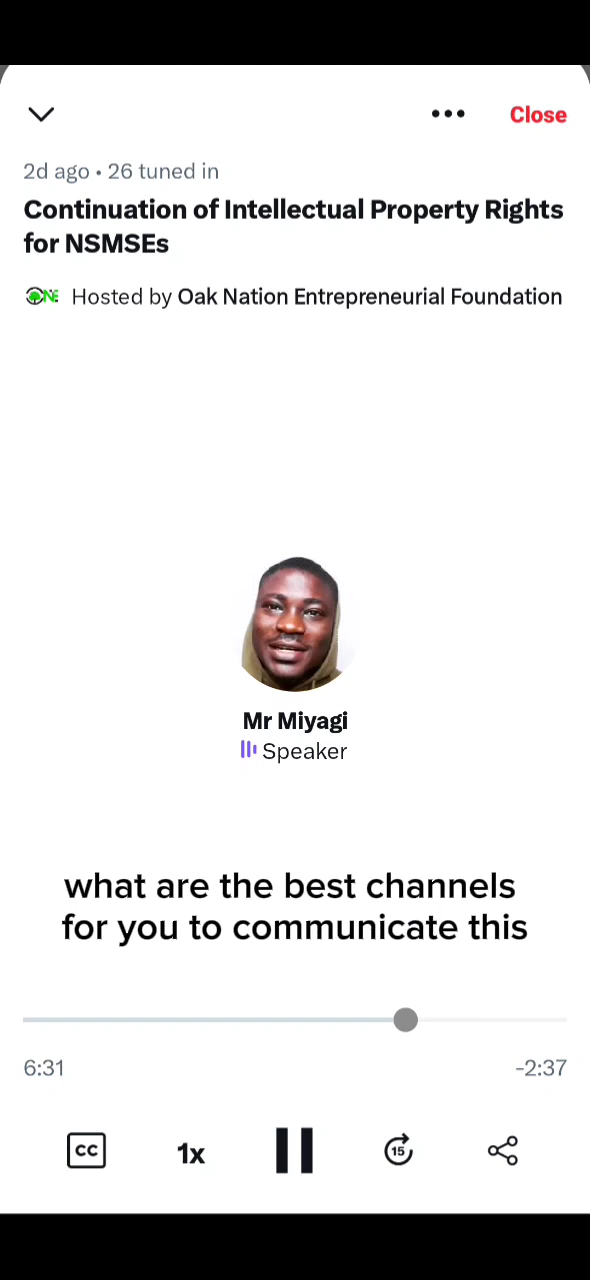 Close
2d ago • 26 tuned in
Continuation of Intellectual Property Rights
for NSMSEs
ONE Hosted by Oak Nation Entrepreneurial Foundation
Mr Miyagi
Speaker
what are the best channels
for you to communicate this
6:31 -2:37
CC 1x 15